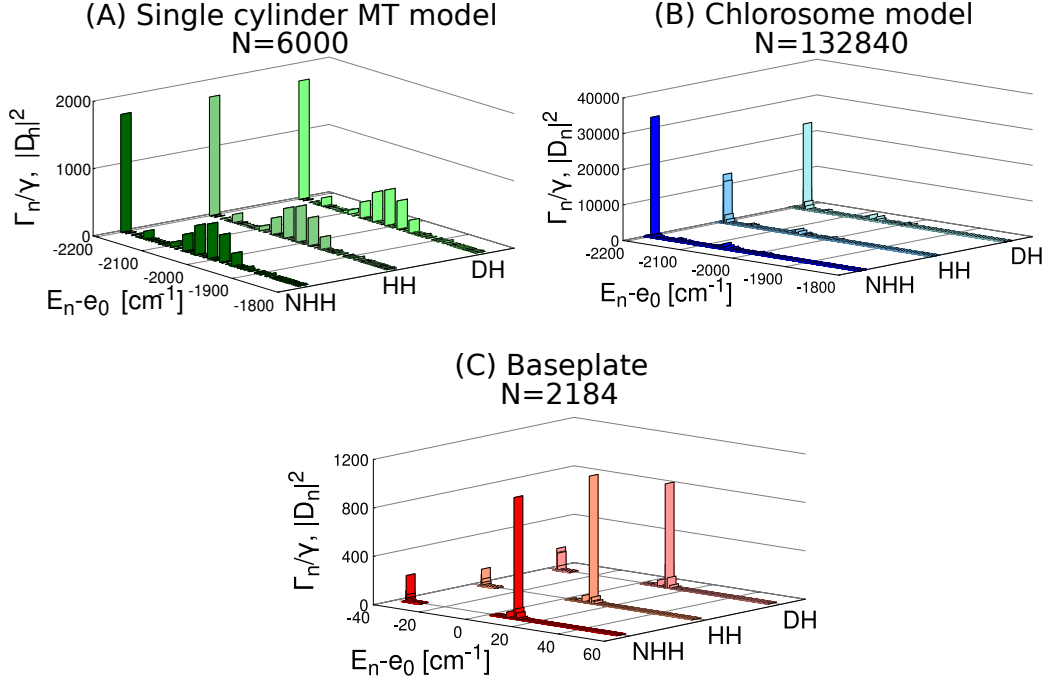 (A) Single cylinder MT model
N=6000
Γn/γ, |Dn|2
2000
1000
0
-2200
-2100
-2000
-1900
-1800
En-e0 [cm-1]
NHH
HH
DH
(B) Chlorosome model
N=132840
Γn/γ, |Dn|2
40000
30000
20000
10000
0
-2200
-2100
-2000
-1900
-1800
En-e0 [cm-1]
NHH
HH
DH
(C) Baseplate
N=2184
Γn/γ, |Dn|2
1200
800
400
0
-40
-20
0
20
40
60
En-e0 [cm-1]
NHH
HH
DH